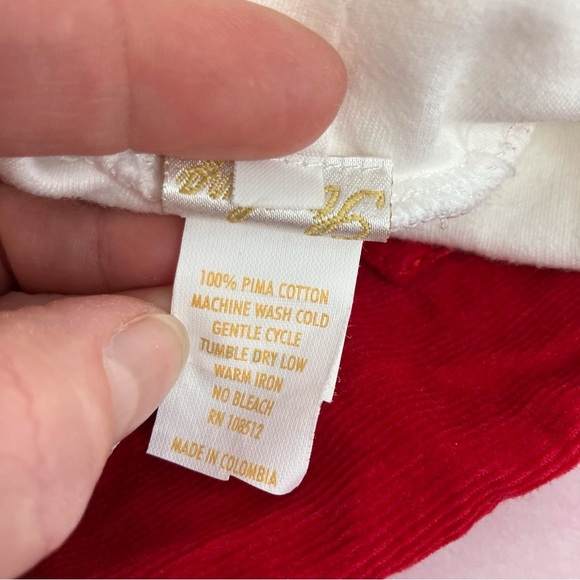 100% PIMA COTTON
MACHINE WASH COLD
GENTLE CYCLE
TUMBLE DRY LOW
WARM IRON
NO BLEACH
RN 108512
MADE IN COLOMBIA